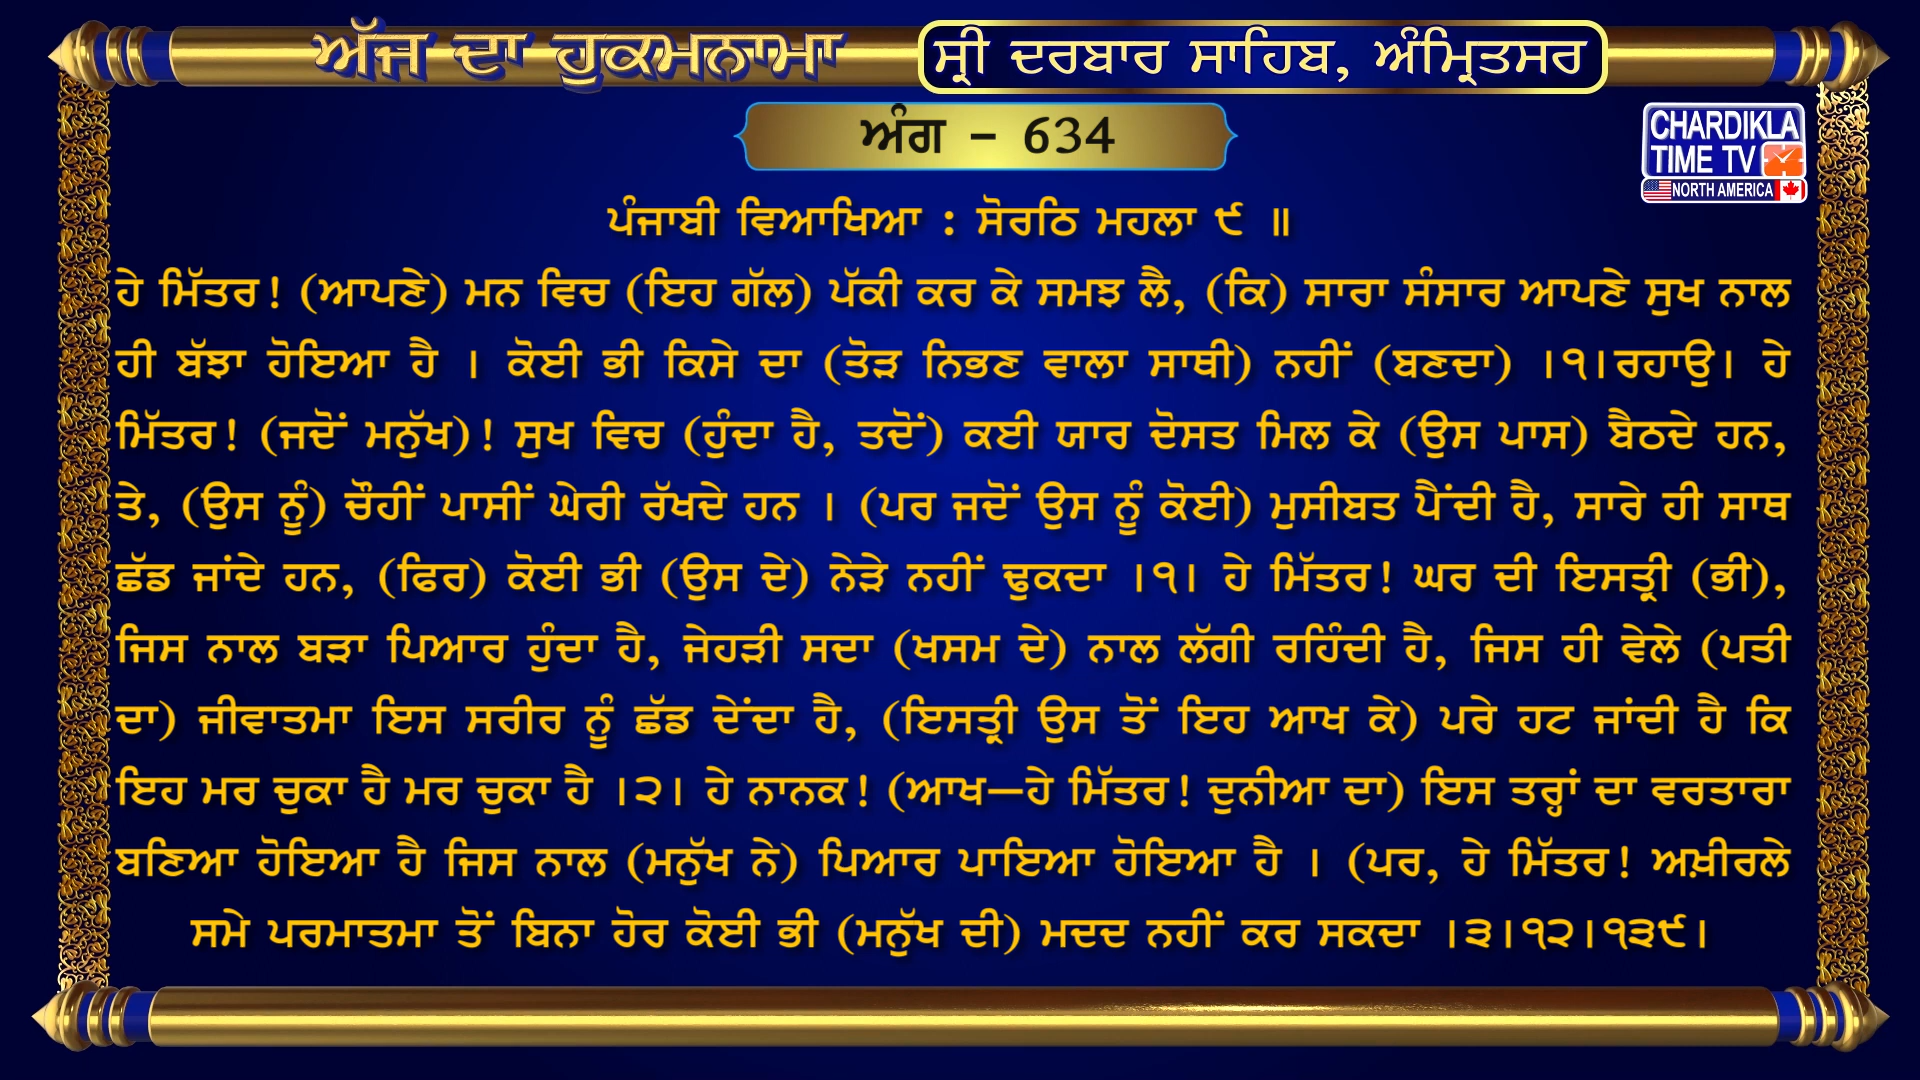 ਅੱਜ ਦਾ ਹੁਕਮਨਾਮਾ
ਸ੍ਰੀ ਦਰਬਾਰ ਸਾਹਿਬ, ਅੰਮ੍ਰਿਤਸਰ
ਅੰਗ - 634
CHARDIKLA
TIME TV
NORTH AMERICA
ਪੰਜਾਬੀ ਵਿਆਖਿਆ : ਸੋਰਠਿ ਮਹਲਾ ੯ ॥
ਹੇ ਮਿੱਤਰ! (ਆਪਣੇ) ਮਨ ਵਿਚ (ਇਹ ਗੱਲ) ਪੱਕੀ ਕਰ ਕੇ ਸਮਝ ਲੈ, (ਕਿ) ਸਾਰਾ ਸੰਸਾਰ ਆਪਣੇ ਸੁਖ ਨਾਲ
ਹੀ ਬੱਝਾ ਹੋਇਆ ਹੈ । ਕੋਈ ਭੀ ਕਿਸੇ ਦਾ (ਤੋੜ ਨਿਭਣ ਵਾਲਾ ਸਾਥੀ) ਨਹੀਂ (ਬਣਦਾ) ।੧।ਰਹਾਉ। ਹੇ
ਮਿੱਤਰ! (ਜਦੋਂ ਮਨੁੱਖ)! ਸੁਖ ਵਿਚ (ਹੁੰਦਾ ਹੈ, ਤਦੋਂ) ਕਈ ਯਾਰ ਦੋਸਤ ਮਿਲ ਕੇ (ਉਸ ਪਾਸ) ਬੈਠਦੇ ਹਨ,
ਤੇ, (ਉਸ ਨੂੰ) ਚੌਹੀਂ ਪਾਸੀਂ ਘੇਰੀ ਰੱਖਦੇ ਹਨ । (ਪਰ ਜਦੋਂ ਉਸ ਨੂੰ ਕੋਈ) ਮੁਸੀਬਤ ਪੈਂਦੀ ਹੈ, ਸਾਰੇ ਹੀ ਸਾਥ
ਛੱਡ ਜਾਂਦੇ ਹਨ, (ਫਿਰ) ਕੋਈ ਭੀ (ਉਸ ਦੇ) ਨੇੜੇ ਨਹੀਂ ਢੁਕਦਾ ।੧। ਹੇ ਮਿੱਤਰ! ਘਰ ਦੀ ਇਸਤ੍ਰੀ (ਭੀ),
ਜਿਸ ਨਾਲ ਬੜਾ ਪਿਆਰ ਹੁੰਦਾ ਹੈ, ਜੇਹੜੀ ਸਦਾ (ਖਸਮ ਦੇ) ਨਾਲ ਲੱਗੀ ਰਹਿੰਦੀ ਹੈ, ਜਿਸ ਹੀ ਵੇਲੇ (ਪਤੀ
ਦਾ) ਜੀਵਾਤਮਾ ਇਸ ਸਰੀਰ ਨੂੰ ਛੱਡ ਦੇਂਦਾ ਹੈ, (ਇਸਤ੍ਰੀ ਉਸ ਤੋਂ ਇਹ ਆਖ ਕੇ) ਪਰੇ ਹਟ ਜਾਂਦੀ ਹੈ ਕਿ
ਇਹ ਮਰ ਚੁਕਾ ਹੈ ਮਰ ਚੁਕਾ ਹੈ ।੨। ਹੇ ਨਾਨਕ! (ਆਖ—ਹੇ ਮਿੱਤਰ! ਦੁਨੀਆ ਦਾ) ਇਸ ਤਰ੍ਹਾਂ ਦਾ ਵਰਤਾਰਾ
ਬਣਿਆ ਹੋਇਆ ਹੈ ਜਿਸ ਨਾਲ (ਮਨੁੱਖ ਨੇ) ਪਿਆਰ ਪਾਇਆ ਹੋਇਆ ਹੈ । (ਪਰ, ਹੇ ਮਿੱਤਰ! ਅਖ਼ੀਰਲੇ
ਸਮੇ ਪਰਮਾਤਮਾ ਤੋਂ ਬਿਨਾ ਹੋਰ ਕੋਈ ਭੀ (ਮਨੁੱਖ ਦੀ) ਮਦਦ ਨਹੀਂ ਕਰ ਸਕਦਾ ।੩।੧੨।੧੩੯।